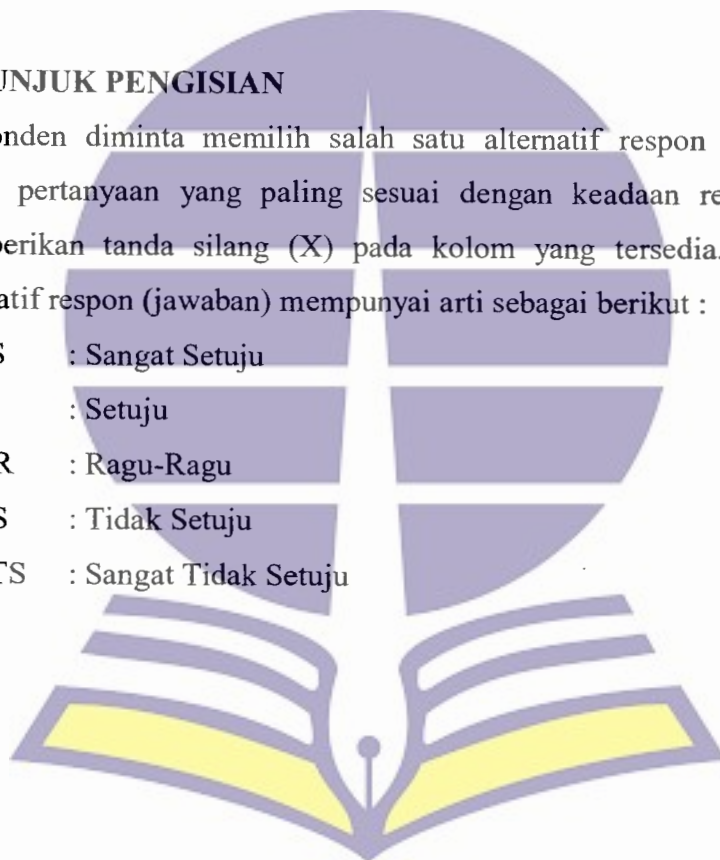 UNJUK PENGISIAN
onden diminta memilih salah satu alternatif respon
pertanyaan yang paling sesuai dengan keadaan re
berikan tanda silang (X) pada kolom yang tersedia.
atif respon (jawaban) mempunyai arti sebagai berikut :
S : Sangat Setuju
: Setuju
R : Ragu-Ragu
S : Tidak Setuju
TS : Sangat Tidak Setuju